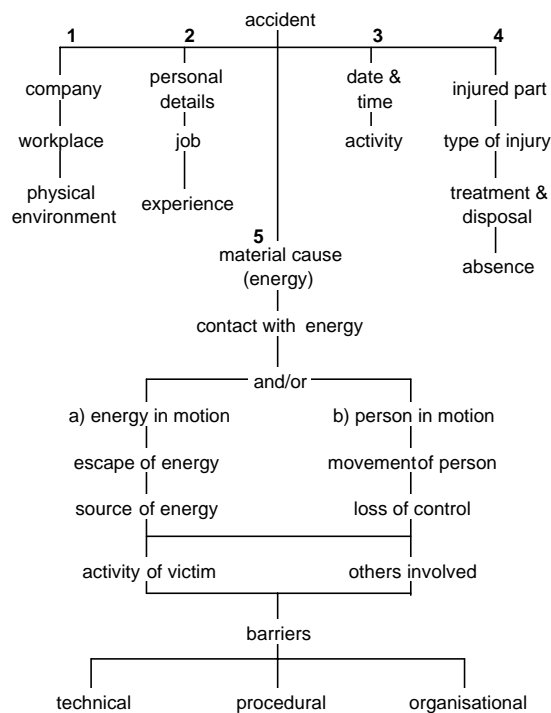 accident
1
2
3
4
company
workplace
physical
environment
personal
details
job
experience
date &
time
activity
injured part
type of injury
treatment &
disposal
absence
5
material cause
(energy)
contact with energy
and/or
a) energy in motion
b) person in motion
escape of energy
movement of person
source of energy
loss of control
activity of victim
others involved
barriers
technical
procedural
organisational